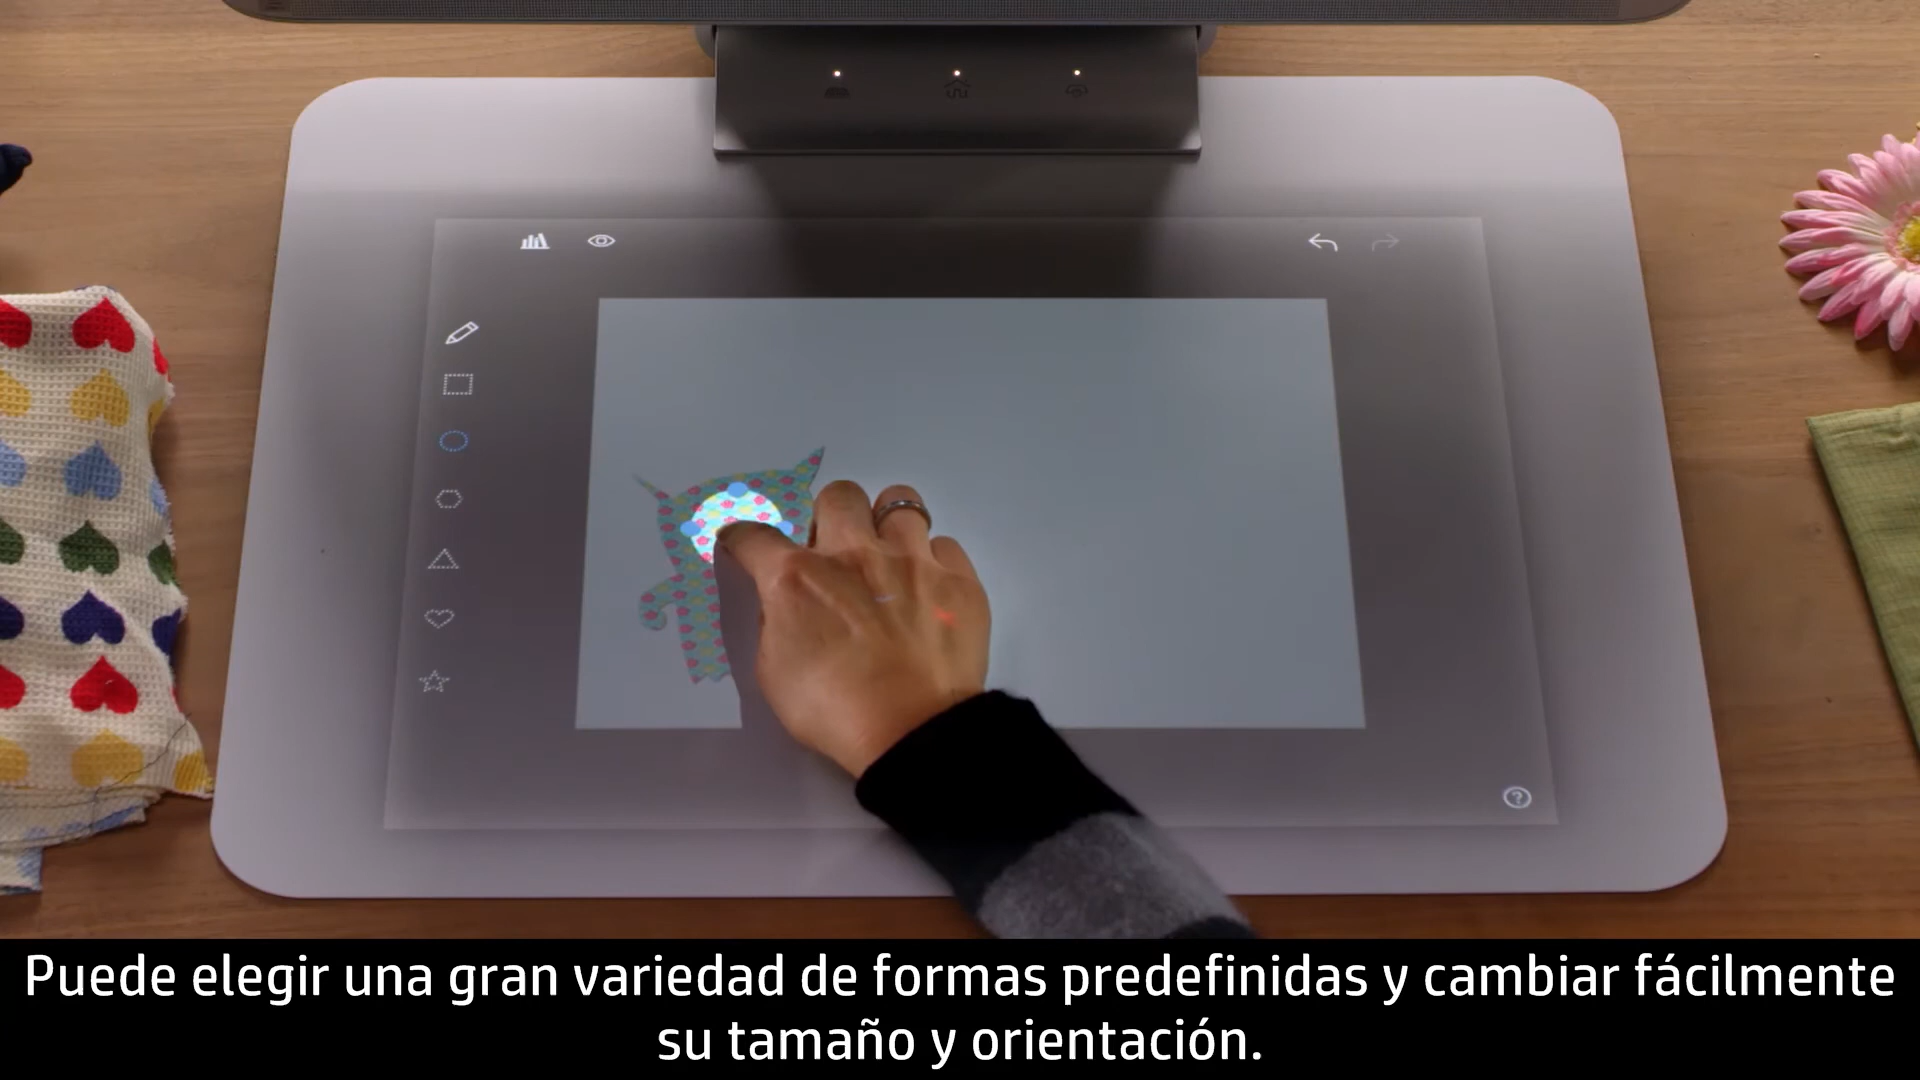 Puede elegir una gran variedad de formas predefinidas y cambiar fácilmente
su tamaño y orientación.